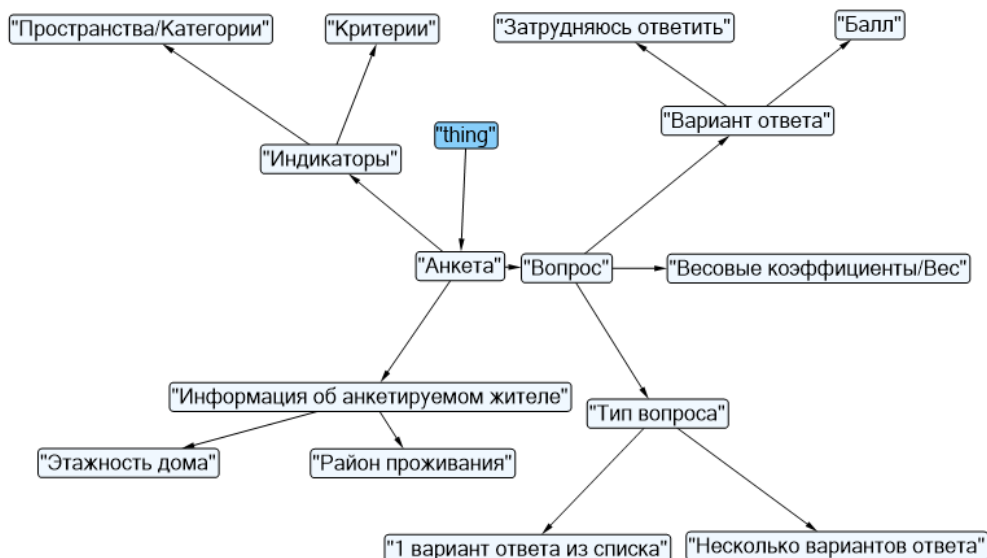 "Пространства/Категории"
"Критерии"
"Затрудняюсь ответить"
"Балл"
"thing"
"Вариант ответа"
"Индикаторы"
"Анкета"
"Вопрос"
"Весовые коэффициенты/Вес"
"Информация об анкетируемом жителе"
"Тип вопроса"
"Этажность дома"
"Район проживания"
"1 вариант ответа из списка"
"Несколько вариантов ответа"